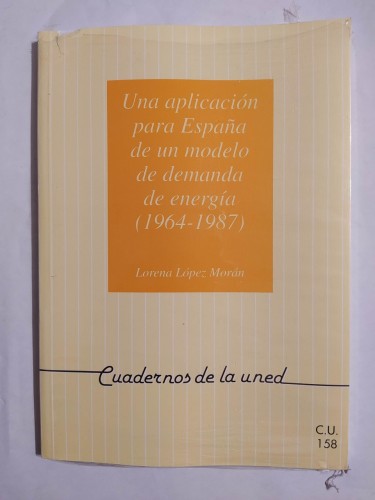 Una aplicación
para España
de un modelo
de demanda
de energía
(1964-1987)
Lorena López Morán
Cuadernos de la uned
C.U.
158